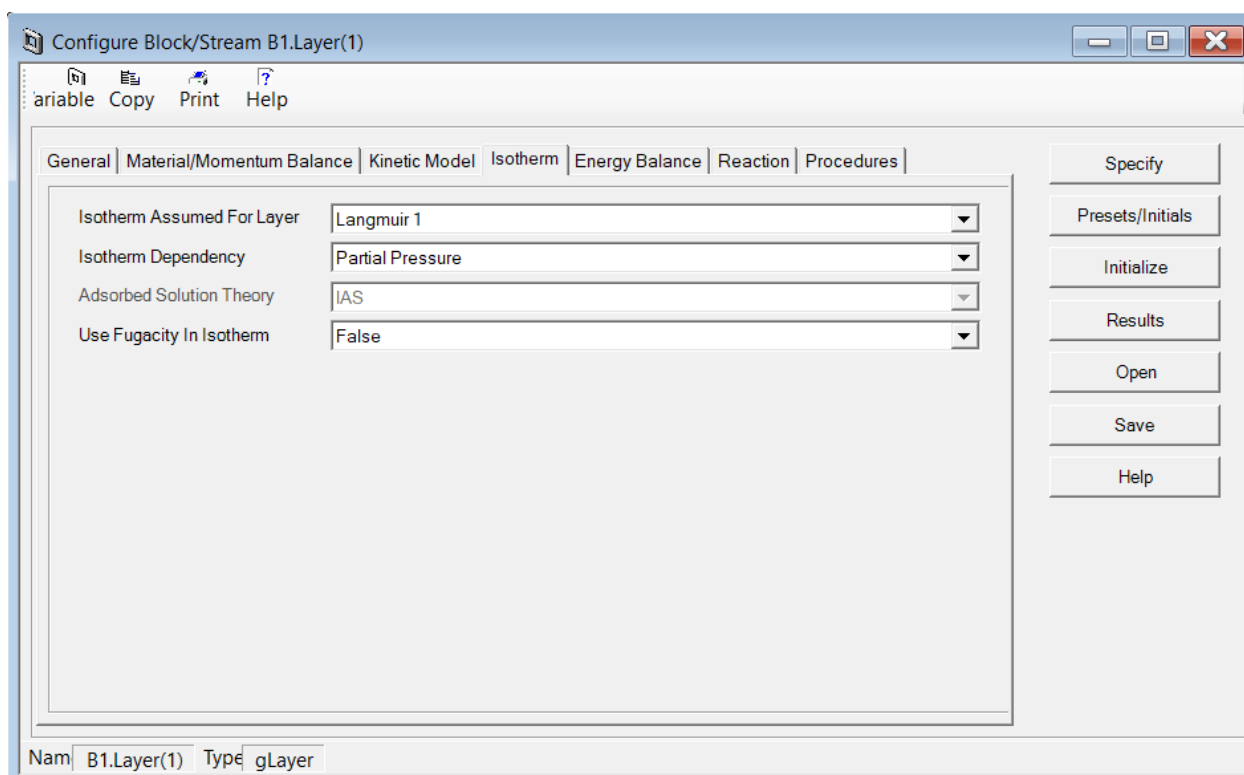 Configure Block/Stream B1.Layer(1)
ariable Copy Print Help
General Material/Momentum Balance Kinetic Model Isotherm Energy Balance Reaction Procedures
Specify
Isotherm Assumed For Layer Langmuir 1
Presets/Initials
Isotherm Dependency Partial Pressure
Initialize
Adsorbed Solution Theory IAS
Results
Use Fugacity In Isotherm False
Open
Save
Help
Nam B1.Layer(1) Type gLayer